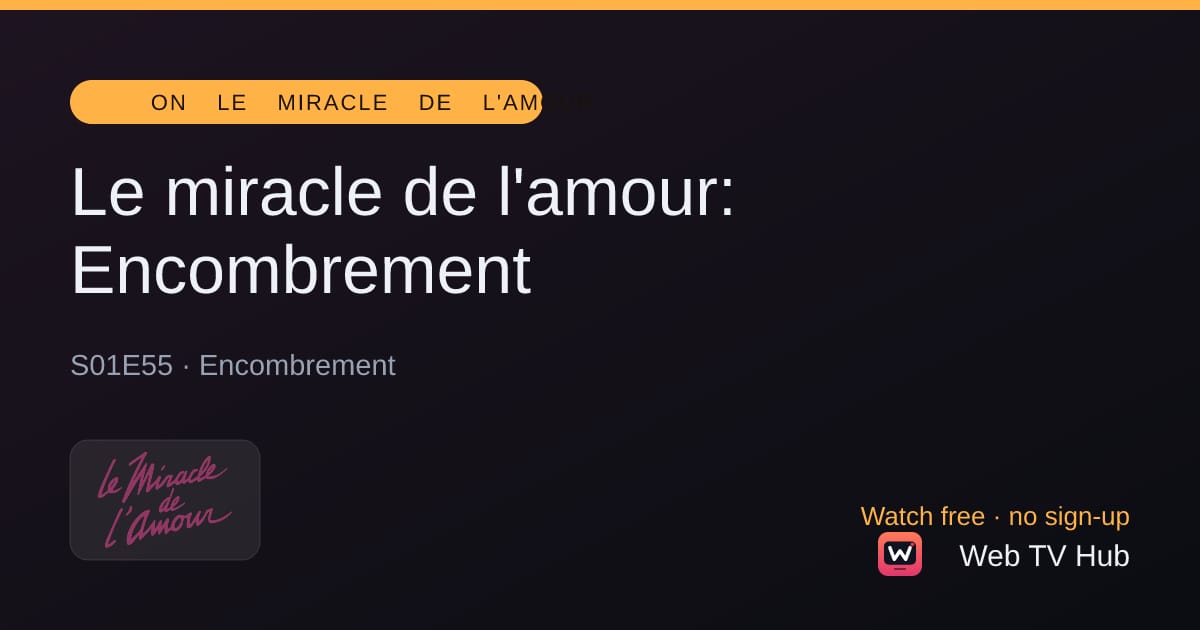 ON LE MIRACLE DE L'AMOUR
Le miracle de l'amour:
Encombrement
S01E55 · Encombrement
Le Miracle
de
l'Amour
Watch free · no sign-up
W
Web TV Hub